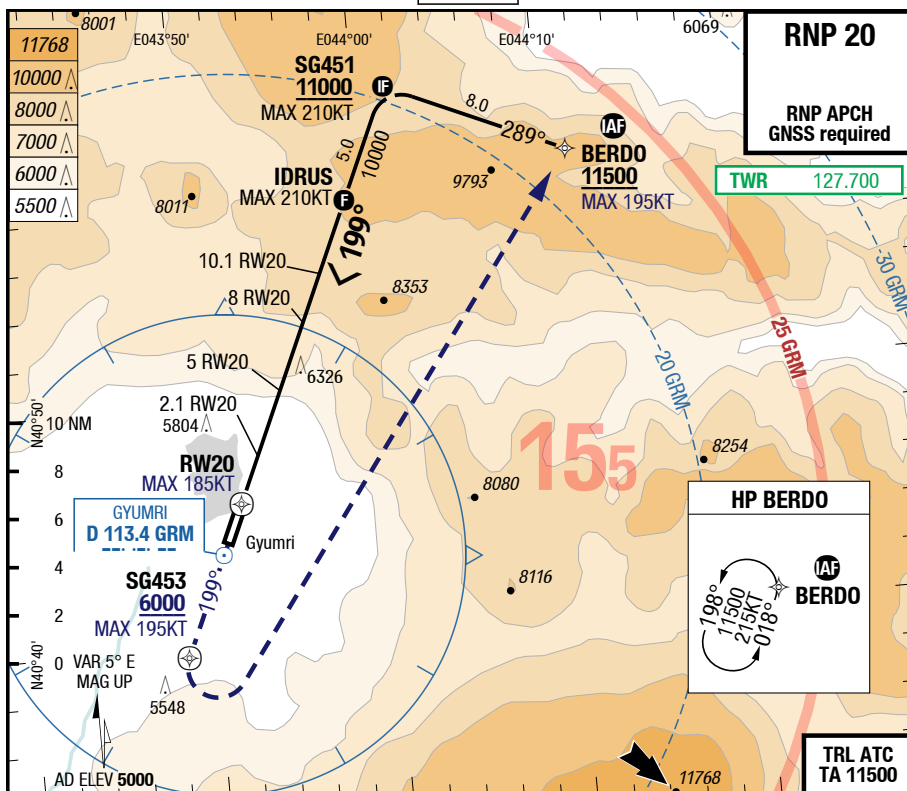 8001
E043°50'
E044°00'
E044°10'
6069
RNP 20
RNP APCH
GNSS required
TWR 127.700
11768
10000
8000
7000
6000
5500
SG451
11000
MAX 210KT
IF
8.0
289°
IAF
BERDO
11500
MAX 195KT
5.0
10000
IDRUS
MAX 210KT
F
199°
9793
8011
10.1 RW20
8353
8 RW20
30 GRM
25 GRM
20 GRM
5 RW20
6326
2.1 RW20
5804
N40°50'
10 NM
8
6
4
2
0
N40°40'
RW20
MAX 185KT
GYUMRI
D 113.4 GRM
Gyumri
155
8254
8080
8116
SG453
6000
MAX 195KT
199°
VAR 5° E
MAG UP
5548
AD ELEV 5000
HP BERDO
198°
11500
215KT
018°
IAF
BERDO
11768
TRL ATC
TA 11500